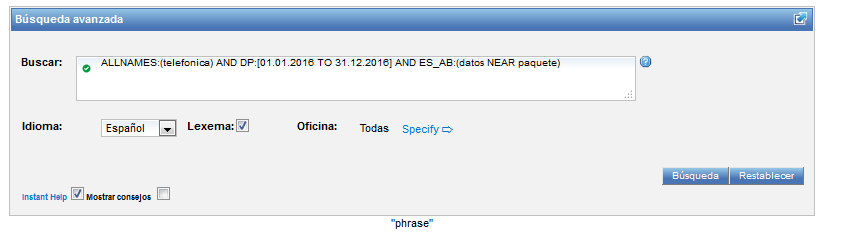 Búsqueda avanzada
Buscar: ALLNAMES:(telefonica) AND DP:[01.01.2016 TO 31.12.2016] AND ES_AB:(datos NEAR paquete)
Idioma: Español Lexema: Oficina: Todas Specify ⇨
Búsqueda Restablecer
Instant Help Mostrar consejos
"phrase"